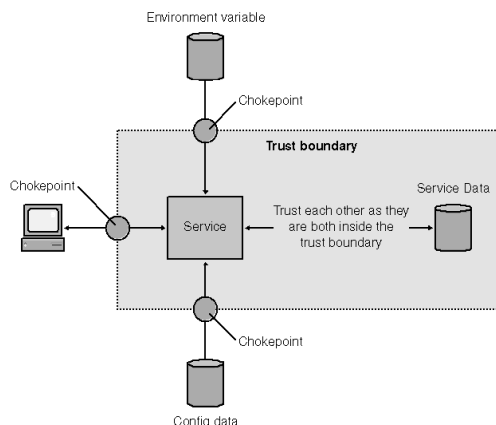 Environment variable
Chokepoint
Trust boundary
Chokepoint
Service Data
Service
Trust each other as they
are both inside the
trust boundary
Chokepoint
Config data